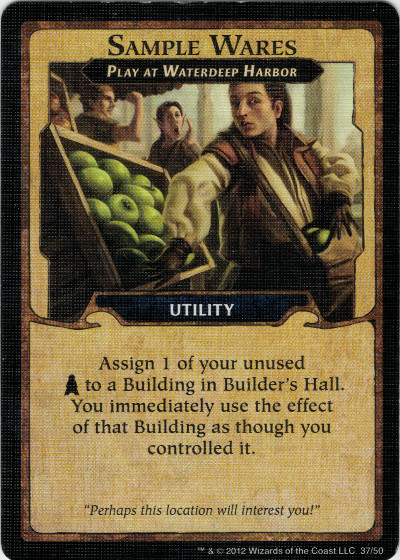 SAMPLE WARES
PLAY AT WATERDEEP HARBOR
UTILITY
Assign 1 of your unused
to a Building in Builder's Hall.
You immediately use the effect
of that Building as though you
controlled it.
"Perhaps this location will interest you!"
™ & © 2012 Wizards of the Coast LLC 37/50